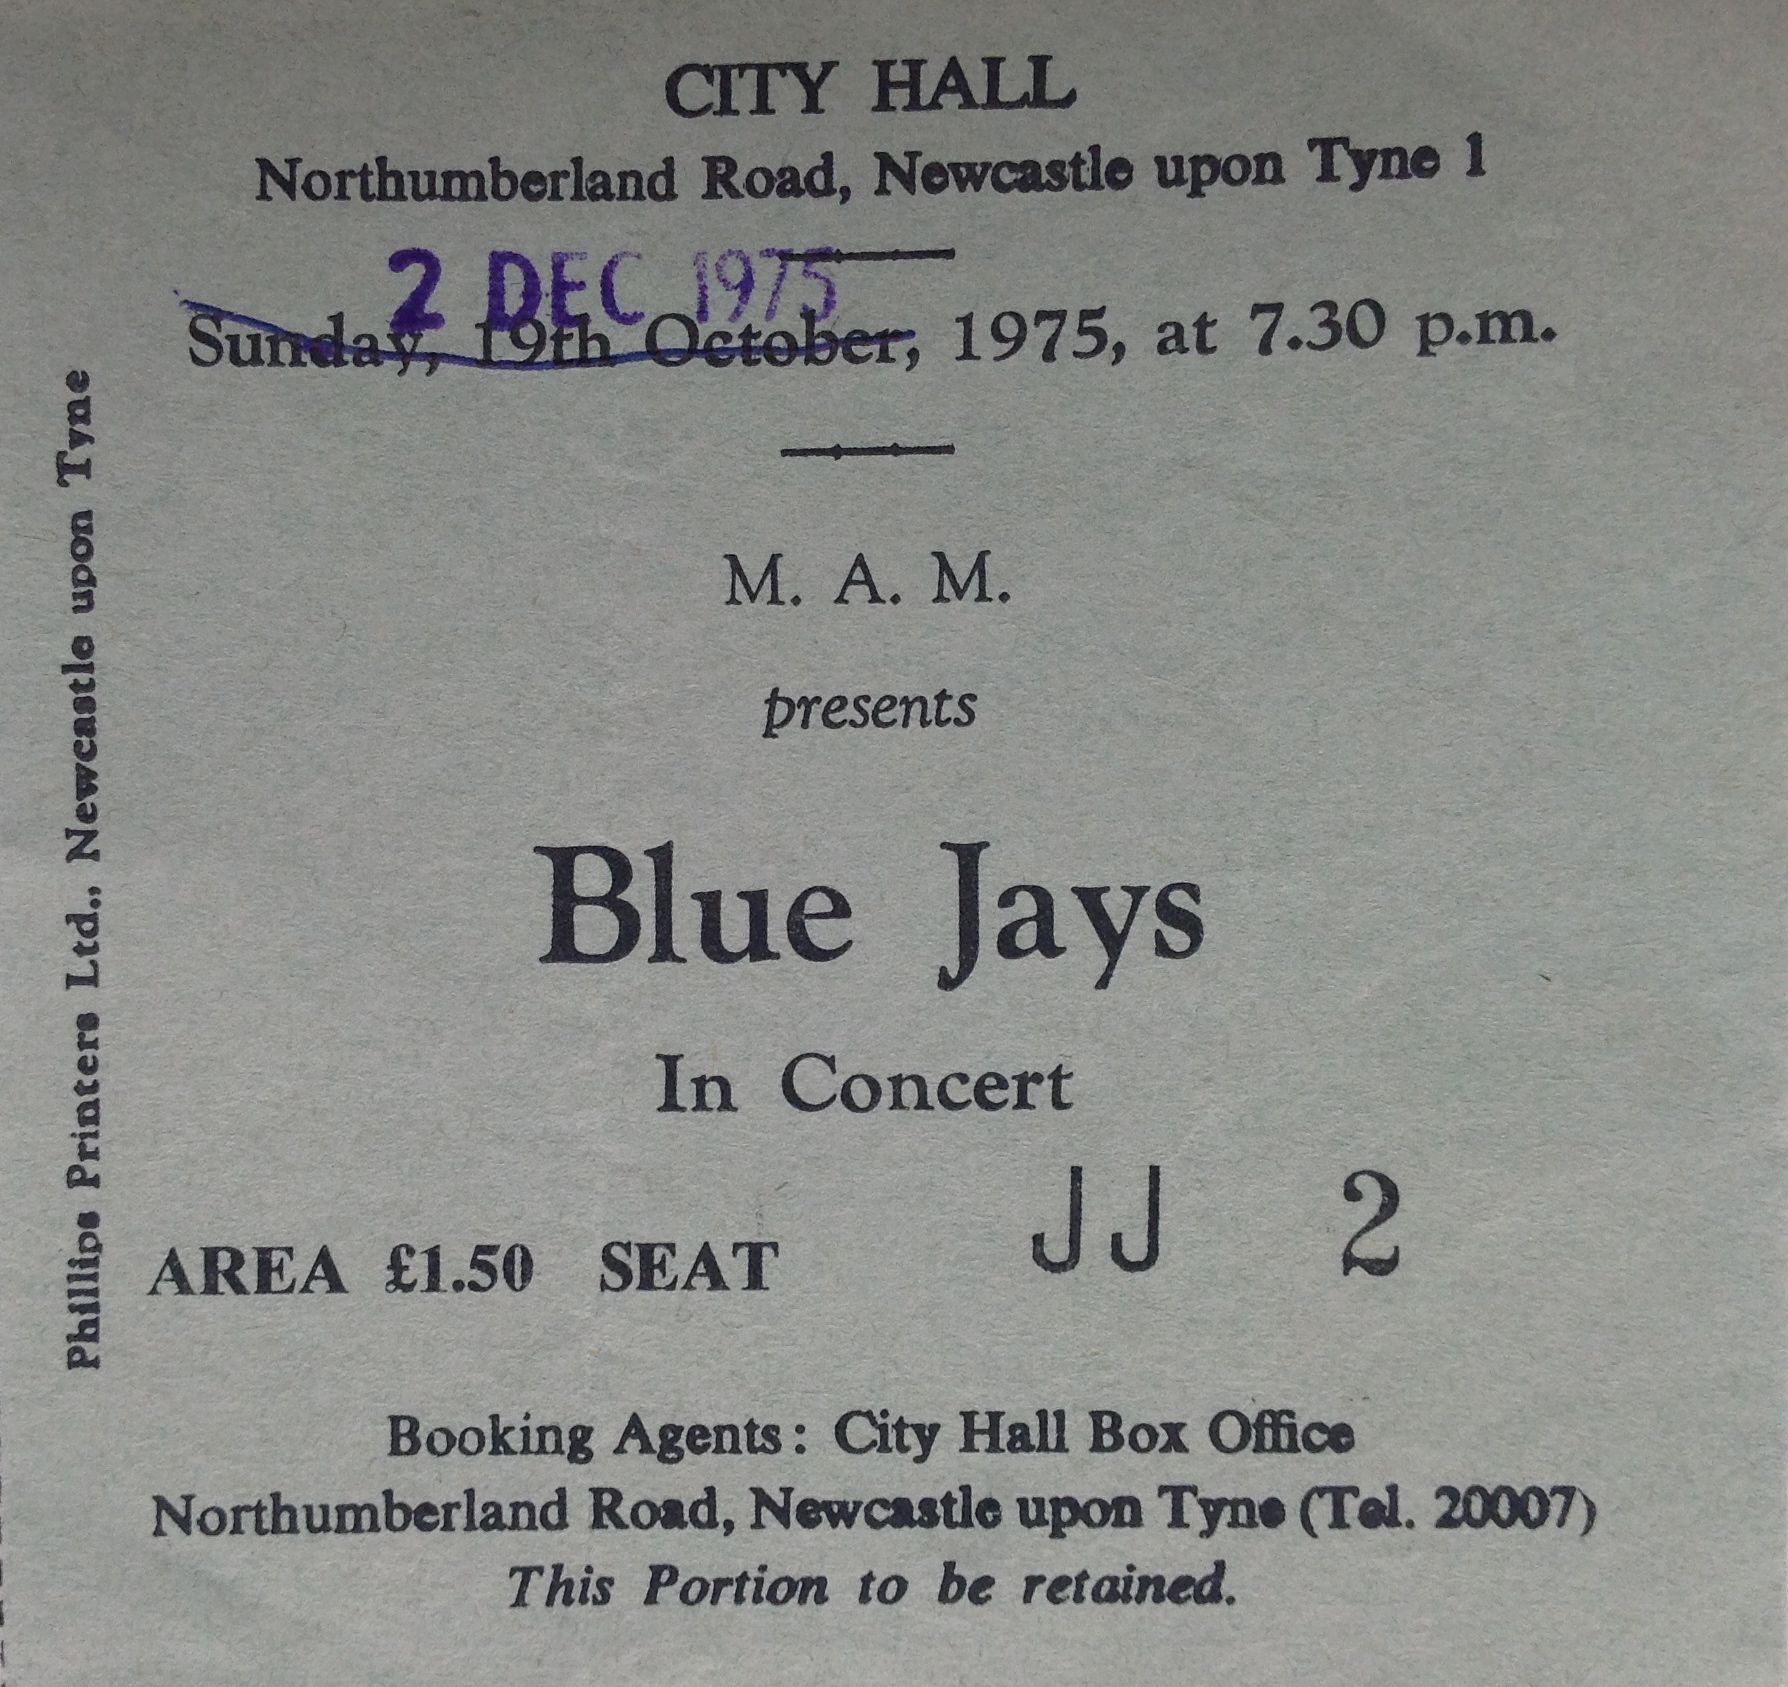 CITY HALL
Northumberland Road, Newcastle upon Tyne 1
2 DEC 1975
Sunday, 19th October, 1975, at 7.30 p.m.
M. A. M.
presents
Blue Jays
In Concert
AREA £1.50 SEAT JJ 2
Booking Agents: City Hall Box Office
Northumberland Road, Newcastle upon Tyne (Tel. 20007)
This Portion to be retained.
Phillips Printers Ltd., Newcastle upon Tyne